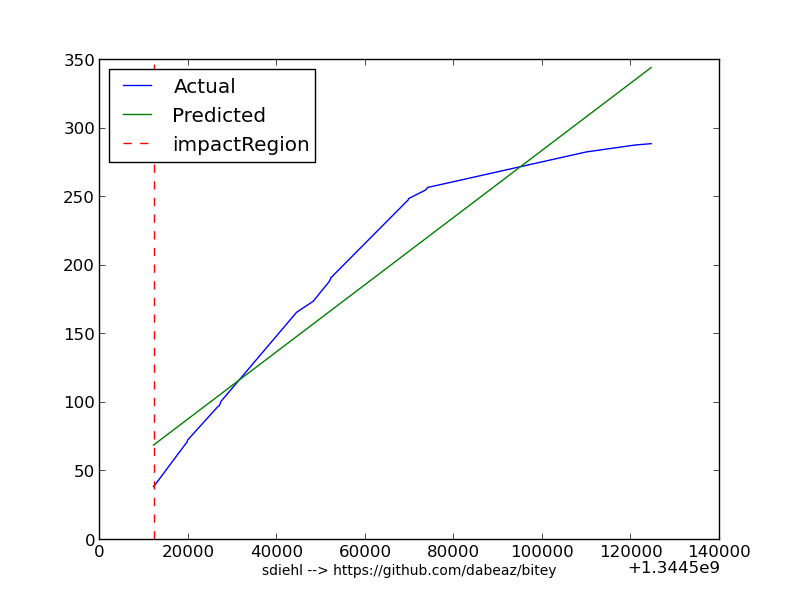 350
300
250
200
150
100
50
0
Actual
Predicted
impactRegion
0 20000 40000 60000 80000 100000 120000 140000
+1.3445e9
sdiehl --> https://github.com/dabeaz/bitey